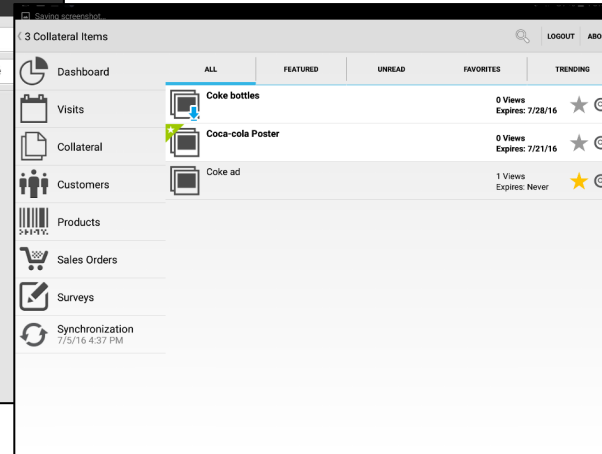 Saving screenshot...
3 Collateral Items
LOGOUT
Dashboard
Visits
Collateral
Customers
Products
Sales Orders
Surveys
Synchronization
7/5/16 4:37 PM
ALL FEATURED UNREAD FAVORITES TRENDING
Coke bottles
0 Views
Expires: 7/28/16
Coca-cola Poster
0 Views
Expires: 7/21/16
Coke ad
1 Views
Expires: Never